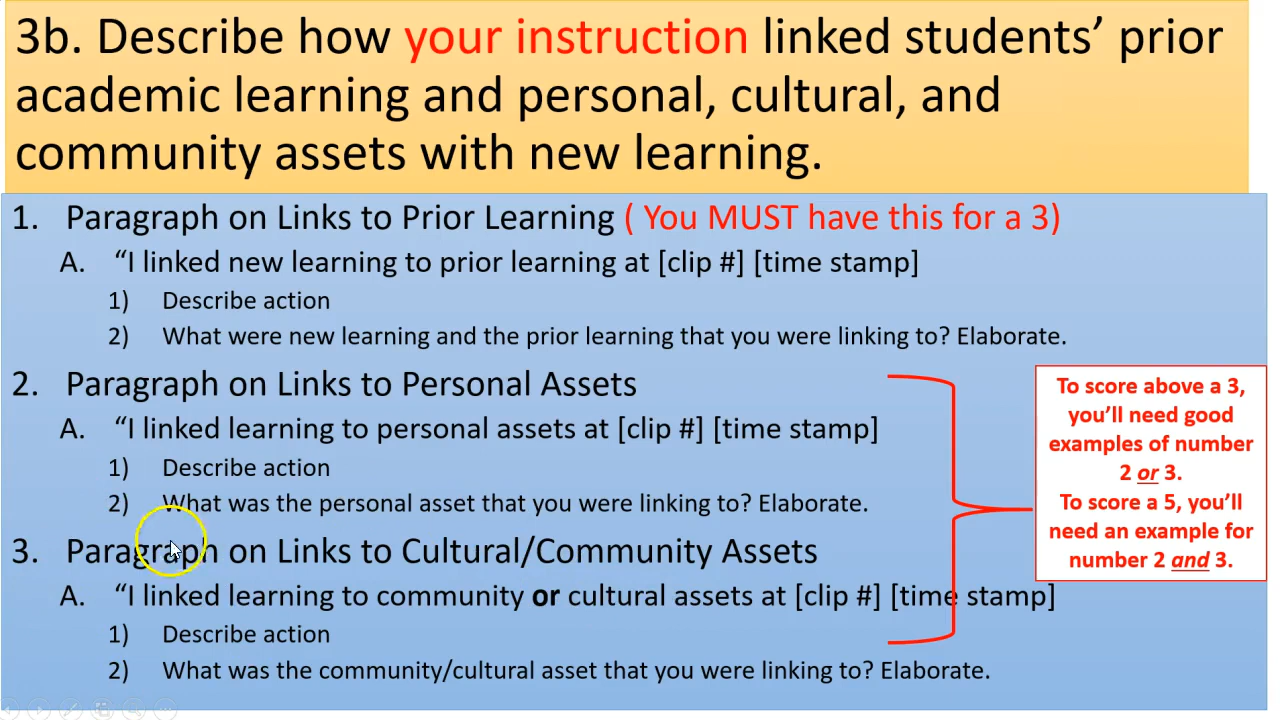 3b. Describe how your instruction linked students’ prior
academic learning and personal, cultural, and
community assets with new learning.
1. Paragraph on Links to Prior Learning ( You MUST have this for a 3)
A. “I linked new learning to prior learning at [clip #] [time stamp]
1) Describe action
2) What were new learning and the prior learning that you were linking to? Elaborate.
2. Paragraph on Links to Personal Assets
A. “I linked learning to personal assets at [clip #] [time stamp]
1) Describe action
2) What was the personal asset that you were linking to? Elaborate.
3. Paragraph on Links to Cultural/Community Assets
A. “I linked learning to community or cultural assets at [clip #] [time stamp]
1) Describe action
2) What was the community/cultural asset that you were linking to? Elaborate.
To score above a 3,
you’ll need good
examples of number
2 or 3.
To score a 5, you’ll
need an example for
number 2 and 3.